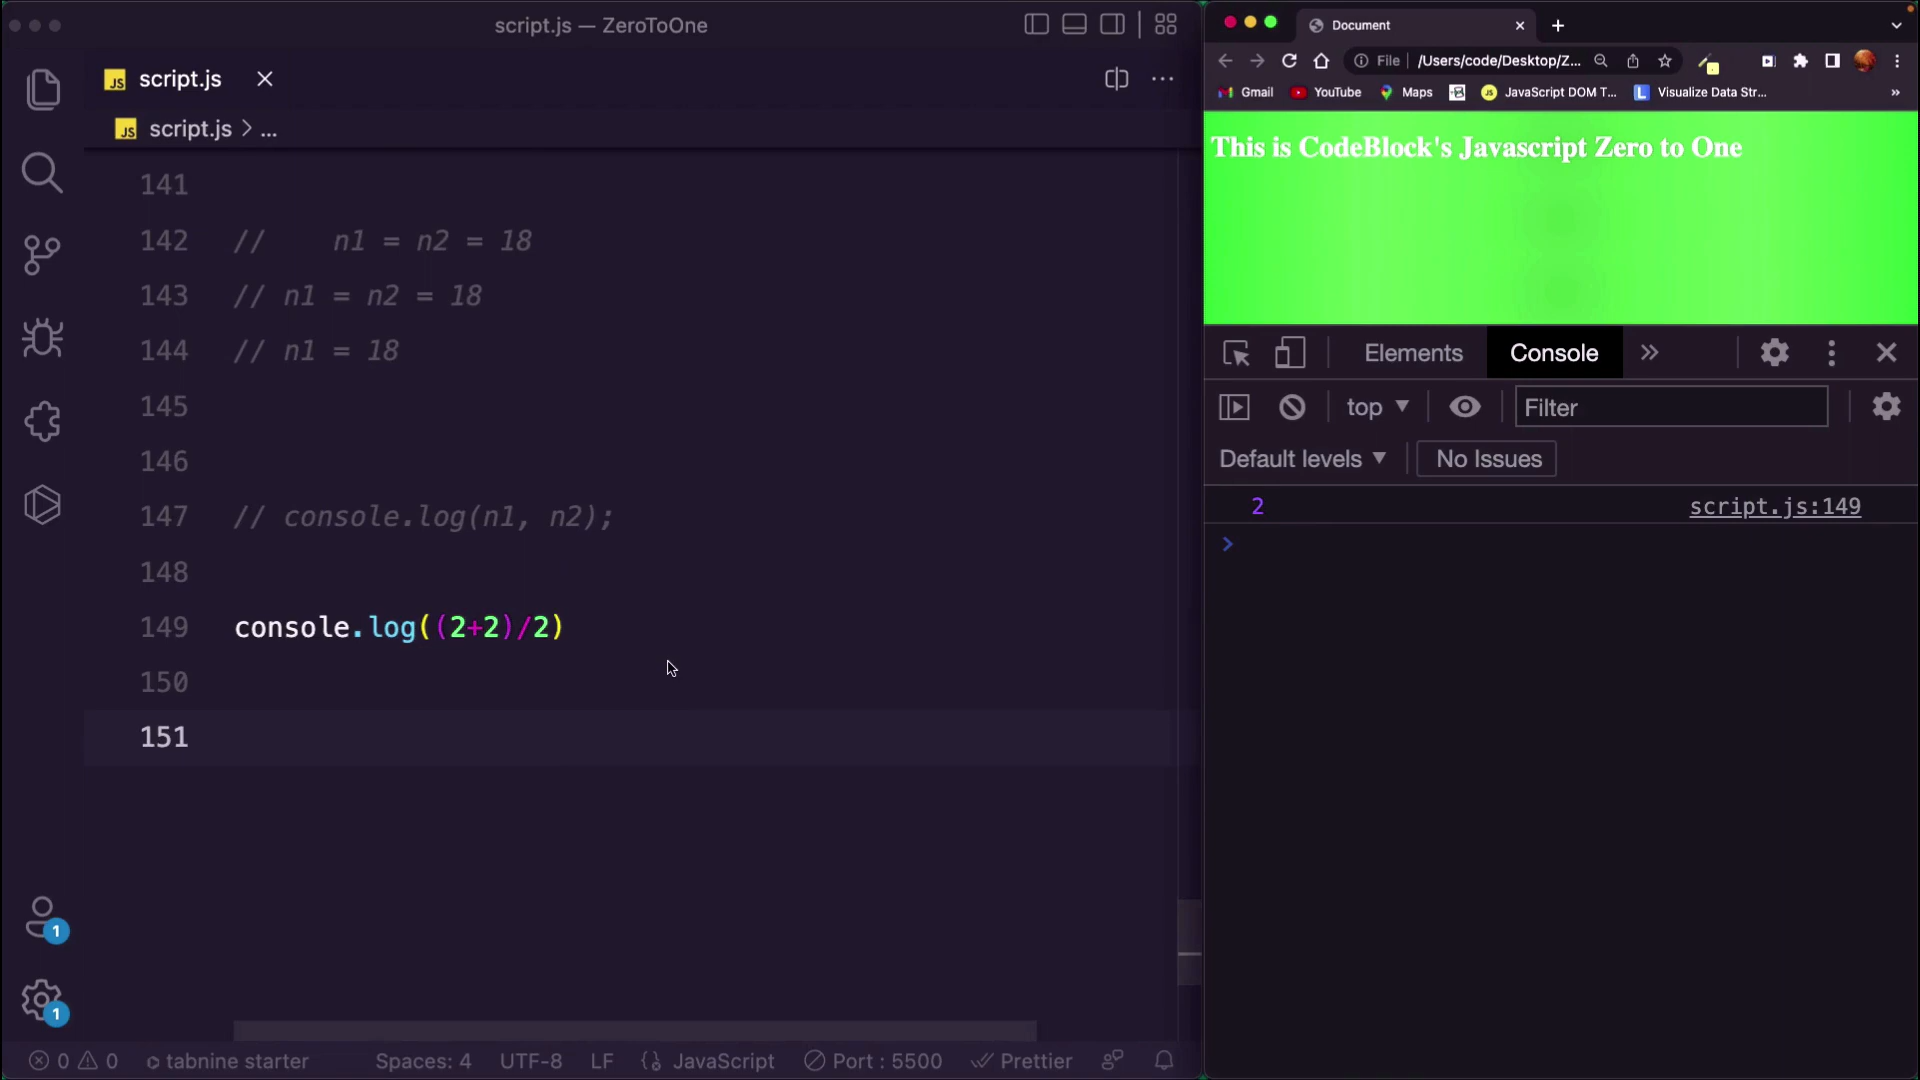 script.js — ZeroToOne
script.js
script.js > ...
141
142 //    n1 = n2 = 18
143 // n1 = n2 = 18
144 // n1 = 18
145
146
147 // console.log(n1, n2);
148
149 console.log((2+2)/2)
150
151
1
1
0 0 tabnine starter Spaces: 4 UTF-8 LF {} JavaScript Port : 5500 Prettier
Document
File /Users/code/Desktop/Z...
Gmail YouTube Maps JavaScript DOM T... Visualize Data Str... »
This is CodeBlock's Javascript Zero to One
Elements Console »
top Filter
Default levels No Issues
2 script.js:149
>